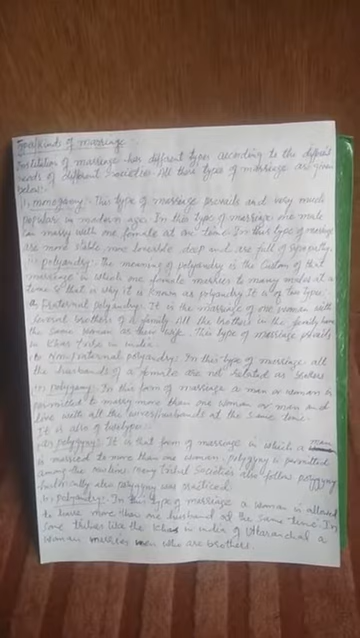 Types/Kinds of marriage
Institution of marriage has different types according to the different
of different Societies. All these types of marriage are given
below:
monogamy: This type of marriage prevails and very much
popular in modern age. In this type of marriage one male
can marry with one female at one time. In this type of marriage
are more stable more deep and are full of sympathy.
polyandry: the meaning of polyandry is the custom of that
marriage in which one female marries to many males at a
time & that is why it is known as polyandry. It is of two types.
a, fraternal polyandry: It is the marriage of one woman with
several brothers of a family. All the brothers in the family have
the same woman as their wife. This type of marriage prevails
in Khas Tribe in india.
Non fraternal polyandry: In this type of marriage all
the husbands of a female are not related as
polygamy: In this form of marriage a man or woman is
permitted to marry more than one woman or man and
live with all the at the same time.
It is also of two types:
polygyny: It is that form of marriage in which a man
is married to more than one woman. polygyny is permitted
among the muslims many tribal Societies also follow polygyny
also polygyny was practiced.
polyandry: In this type of marriage a woman is allowed
to have more than one husband at the same time. In
some tribes like the Khas in india of Uttaranchal a
woman marries men who are brothers.